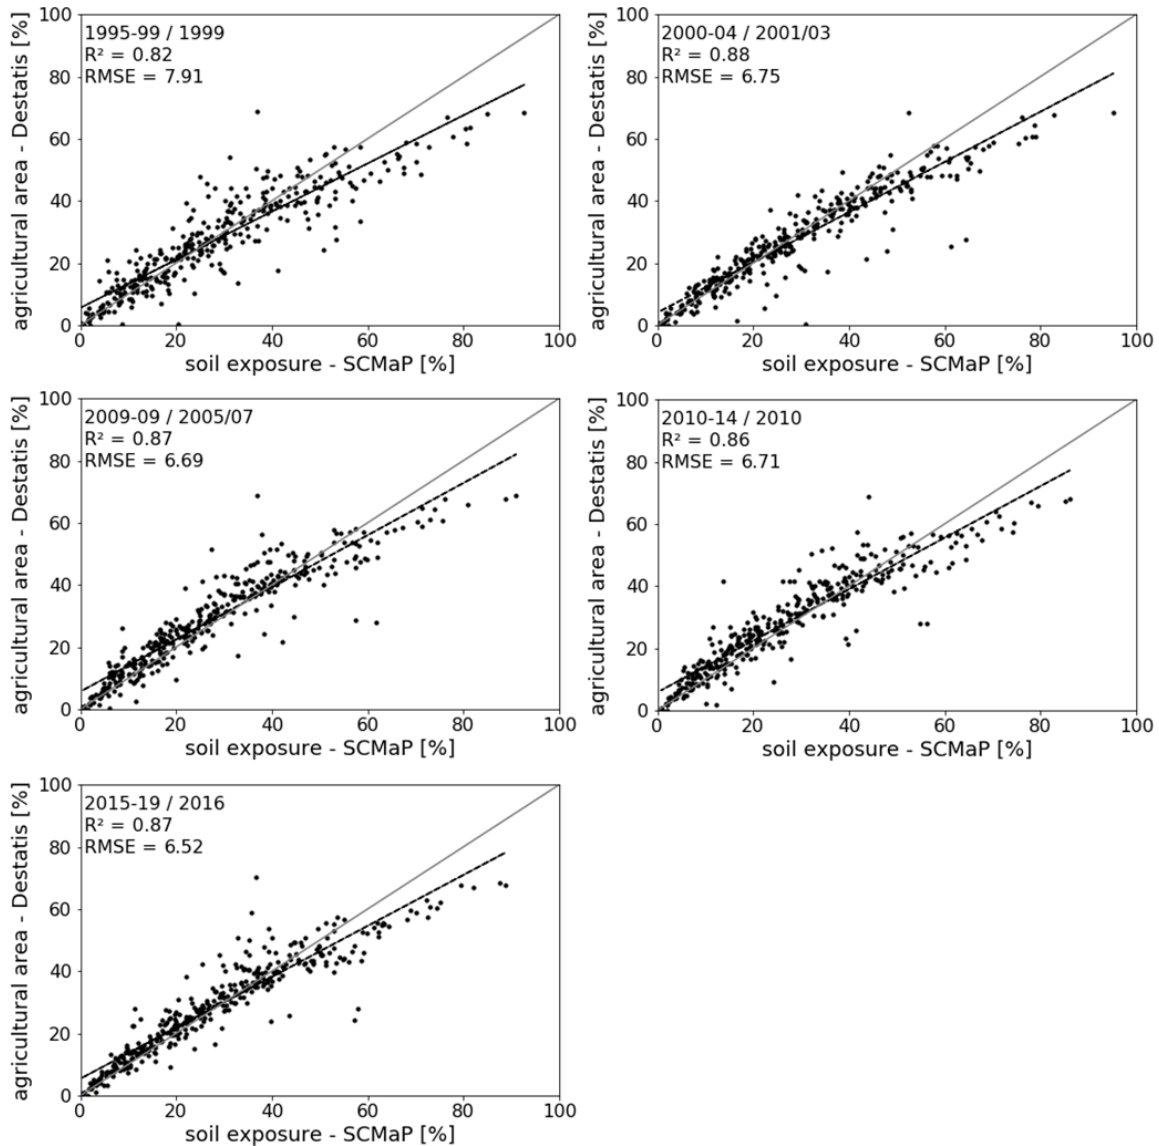 1995-99 / 1999
R² = 0.82
RMSE = 7.91
agricultural area - Destatis [%]
100
80
60
40
20
0
0 20 40 60 80 100
soil exposure - SCMaP [%]
2000-04 / 2001/03
R² = 0.88
RMSE = 6.75
agricultural area - Destatis [%]
100
80
60
40
20
0
0 20 40 60 80 100
soil exposure - SCMaP [%]
2009-09 / 2005/07
R² = 0.87
RMSE = 6.69
agricultural area - Destatis [%]
100
80
60
40
20
0
0 20 40 60 80 100
soil exposure - SCMaP [%]
2010-14 / 2010
R² = 0.86
RMSE = 6.71
agricultural area - Destatis [%]
100
80
60
40
20
0
0 20 40 60 80 100
soil exposure - SCMaP [%]
2015-19 / 2016
R² = 0.87
RMSE = 6.52
agricultural area - Destatis [%]
100
80
60
40
20
0
0 20 40 60 80 100
soil exposure - SCMaP [%]